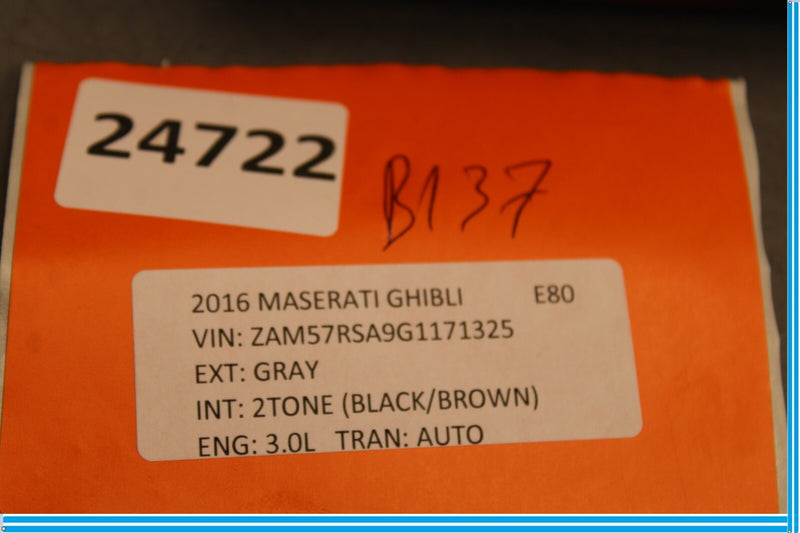 24722
B137
2016 MASERATI GHIBLI E80
VIN: ZAM57RSA9G1171325
EXT: GRAY
INT: 2TONE (BLACK/BROWN)
ENG: 3.0L TRAN: AUTO